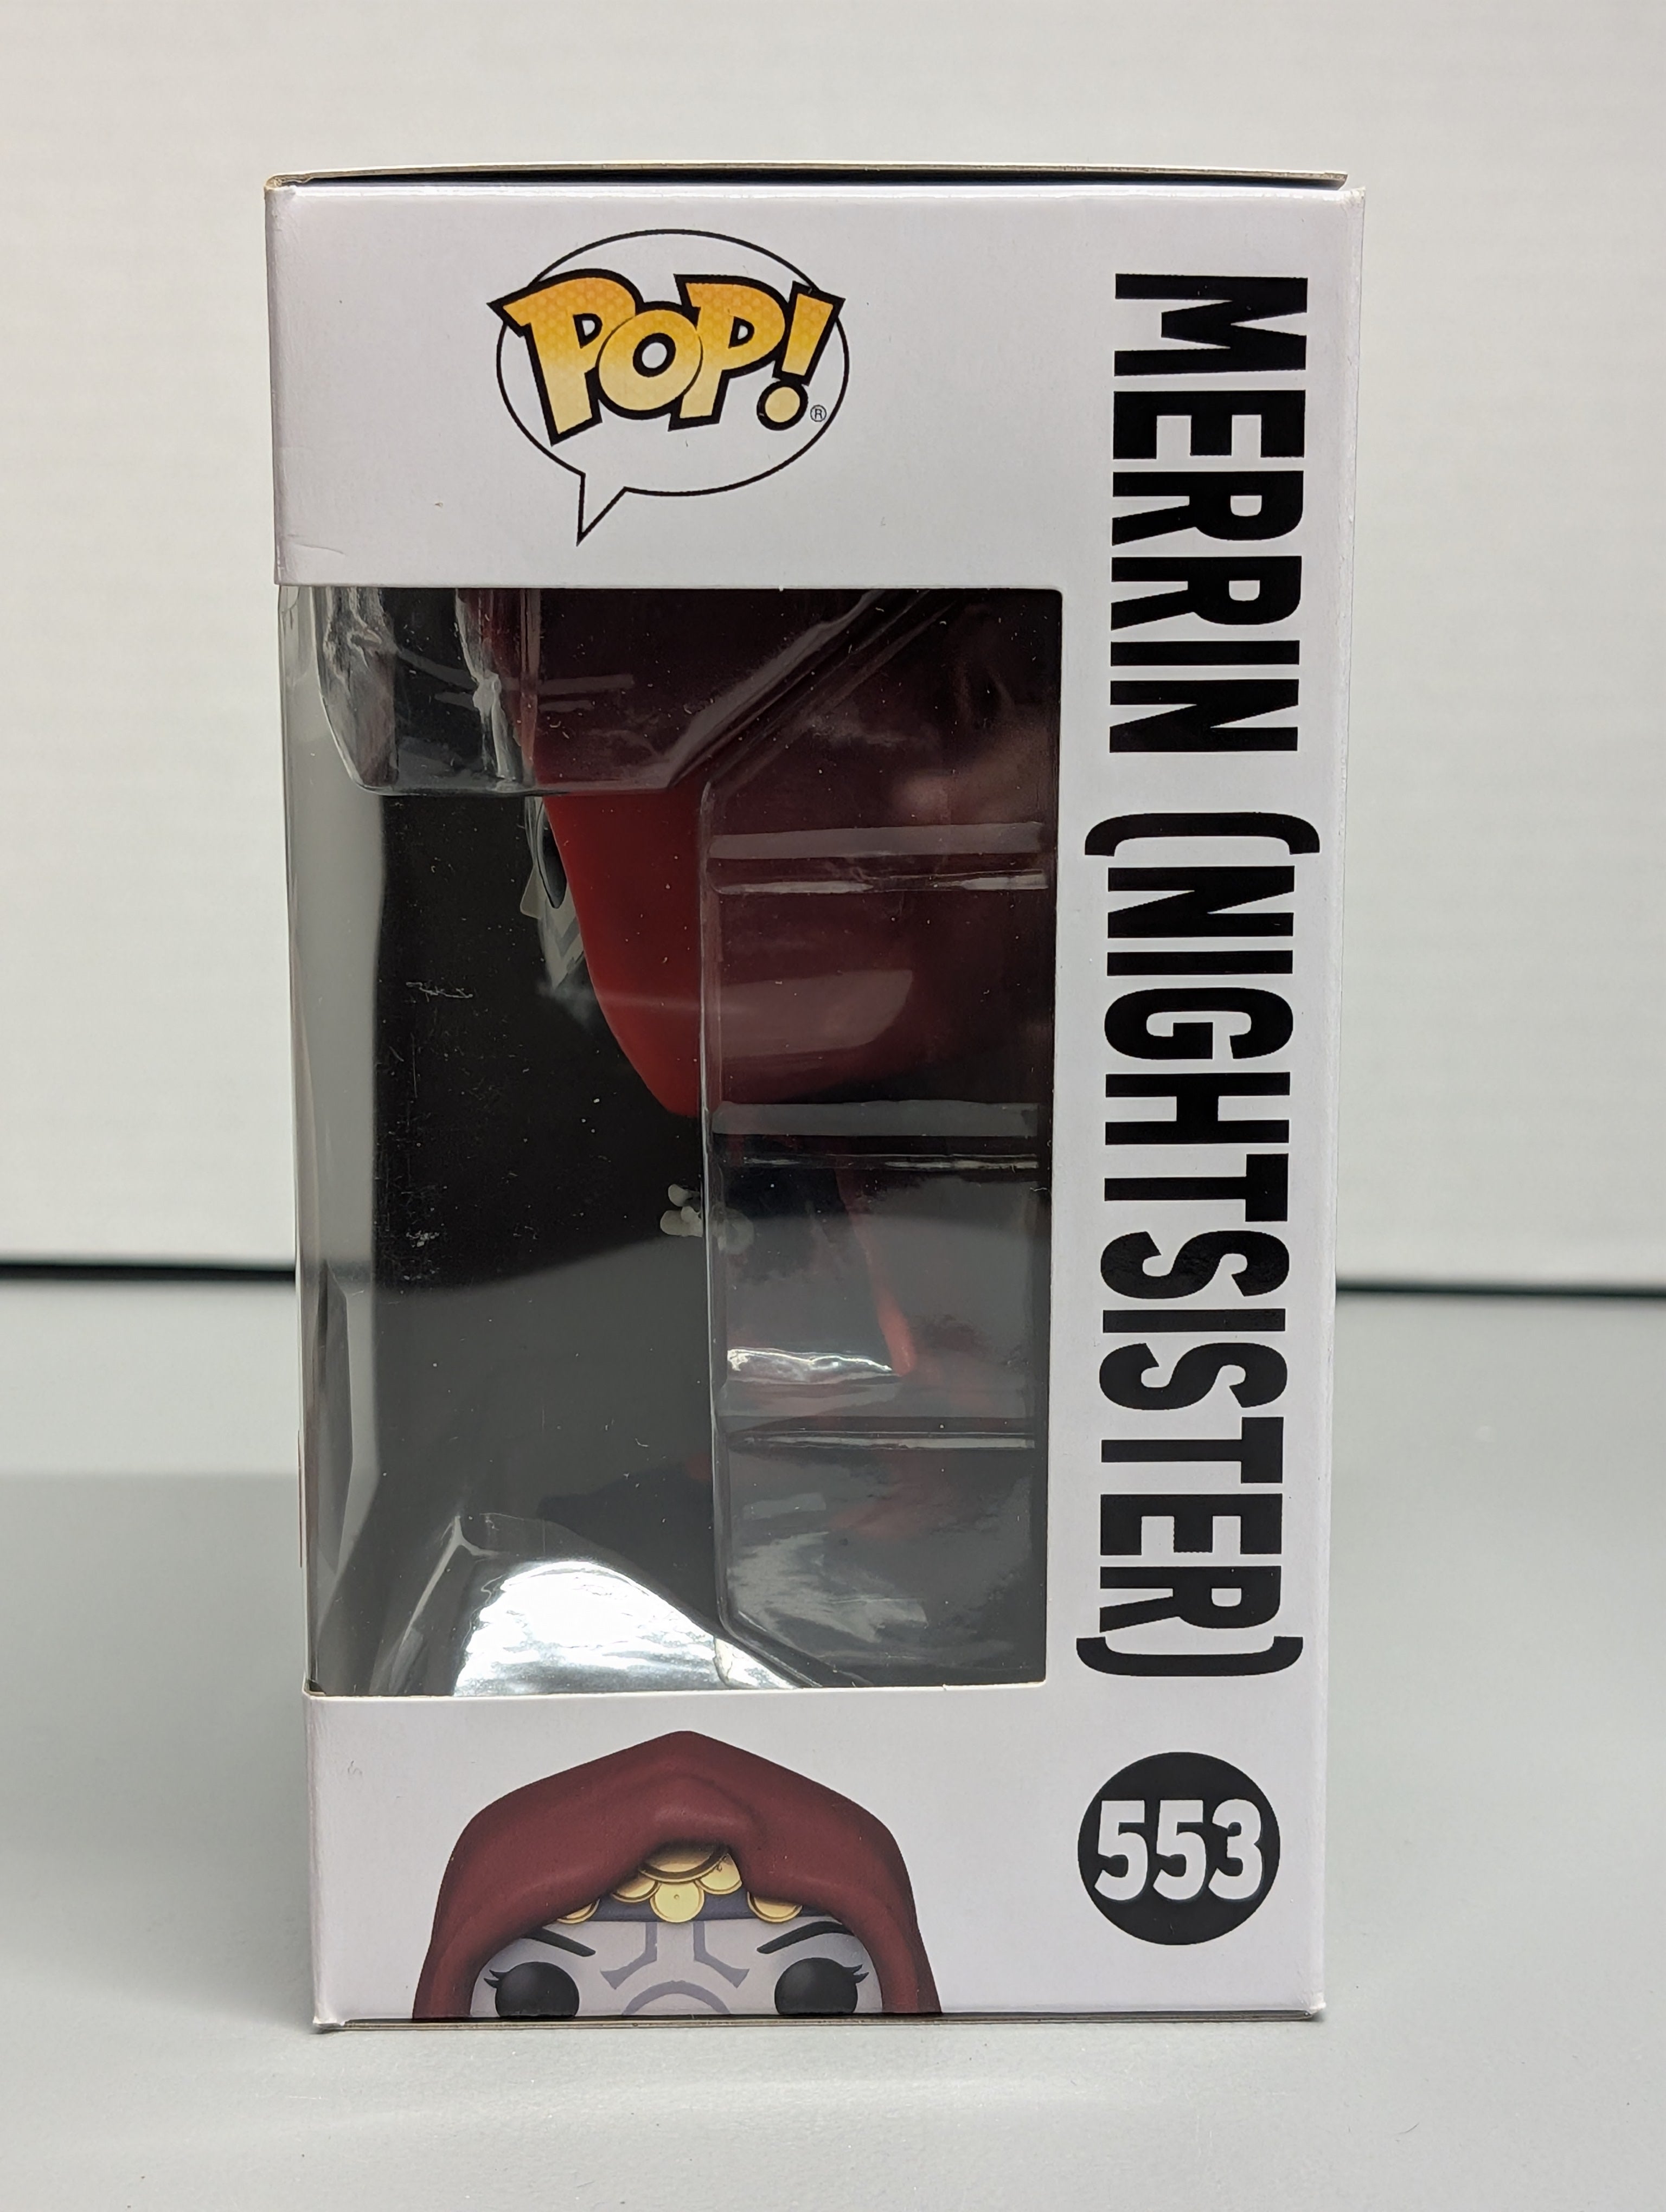 POP!®
MERRIN (NIGHTSISTER)
553